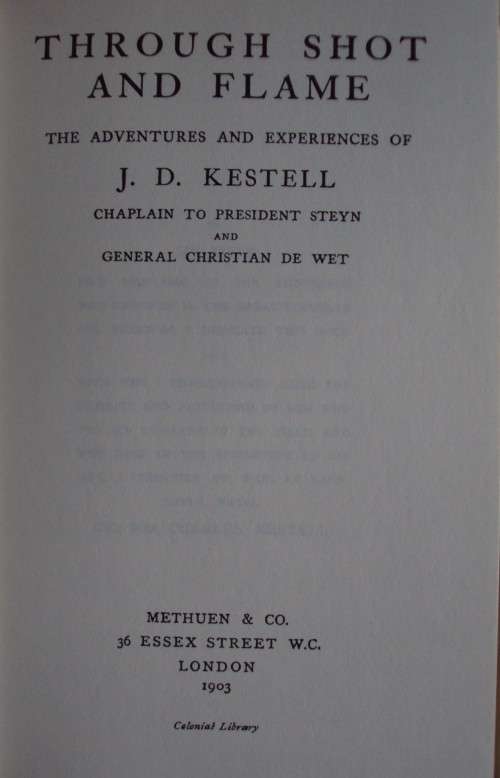 THROUGH SHOT
AND FLAME
THE ADVENTURES AND EXPERIENCES OF
J. D. KESTELL
CHAPLAIN TO PRESIDENT STEYN
AND
GENERAL CHRISTIAN DE WET
METHUEN & CO.
36 ESSEX STREET W.C.
LONDON
1903
Colonial Library